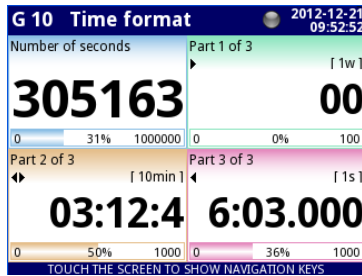 G 10 Time format
2012-12-21
09:52:52
Number of seconds
305163
0 31% 1000000
Part 1 of 3
[ 1w ]
00
0 0% 100
Part 2 of 3
[ 10min ]
03:12:4
0 50% 1000
Part 3 of 3
[ 1s ]
6:03.000
0 36% 1000
TOUCH THE SCREEN TO SHOW NAVIGATION KEYS